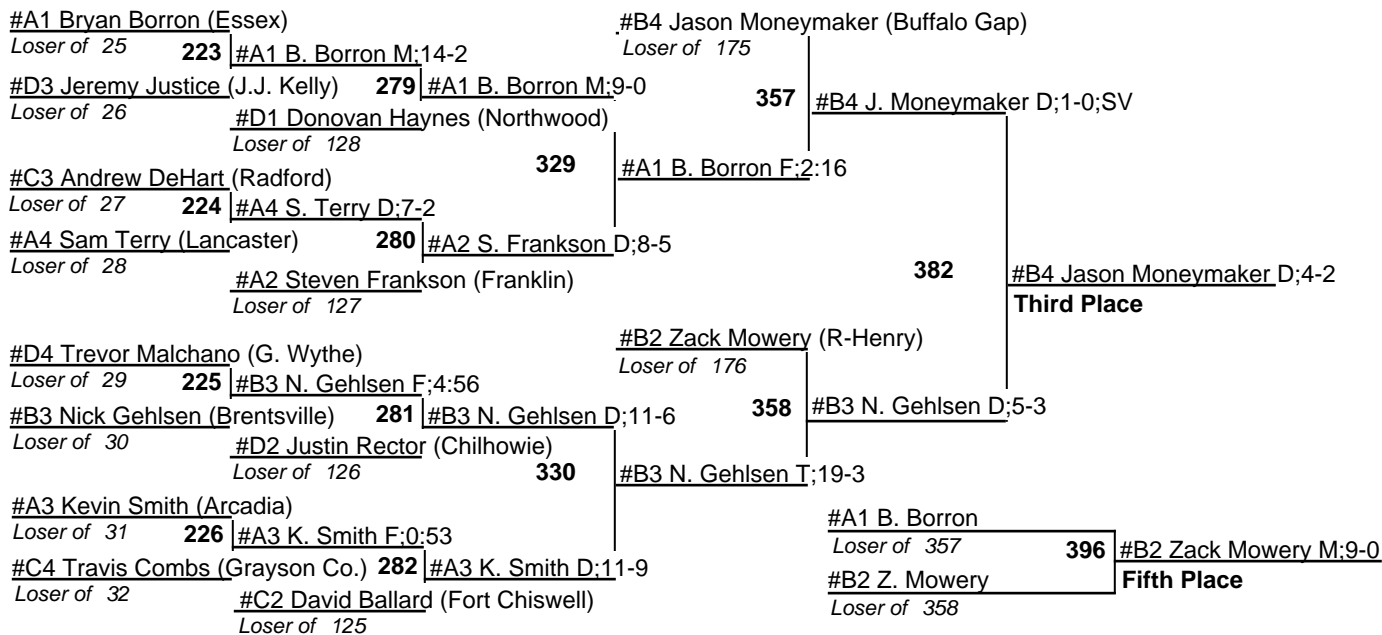 #A1 Bryan Borron (Essex)
Loser of 25
223
#A1 B. Borron M;14-2
#D3 Jeremy Justice (J.J. Kelly)
Loser of 26
279
#A1 B. Borron M;9-0
#D1 Donovan Haynes (Northwood)
Loser of 128
329
#A1 B. Borron F;2:16
#C3 Andrew DeHart (Radford)
Loser of 27
224
#A4 S. Terry D;7-2
#A4 Sam Terry (Lancaster)
Loser of 28
280
#A2 S. Frankson D;8-5
#A2 Steven Frankson (Franklin)
Loser of 127
#B4 Jason Moneymaker (Buffalo Gap)
Loser of 175
357
#B4 J. Moneymaker D;1-0;SV
382
#B4 Jason Moneymaker D;4-2
Third Place
#D4 Trevor Malchano (G. Wythe)
Loser of 29
225
#B3 N. Gehlsen F;4:56
#B3 Nick Gehlsen (Brentsville)
Loser of 30
281
#B3 N. Gehlsen D;11-6
#D2 Justin Rector (Chilhowie)
Loser of 126
330
#B3 N. Gehlsen T;19-3
#A3 Kevin Smith (Arcadia)
Loser of 31
226
#A3 K. Smith F;0:53
#C4 Travis Combs (Grayson Co.)
Loser of 32
282
#A3 K. Smith D;11-9
#C2 David Ballard (Fort Chiswell)
Loser of 125
#B2 Zack Mowery (R-Henry)
Loser of 176
358
#B3 N. Gehlsen D;5-3
#A1 B. Borron
Loser of 357
396
#B2 Zack Mowery M;9-0
#B2 Z. Mowery
Loser of 358
Fifth Place